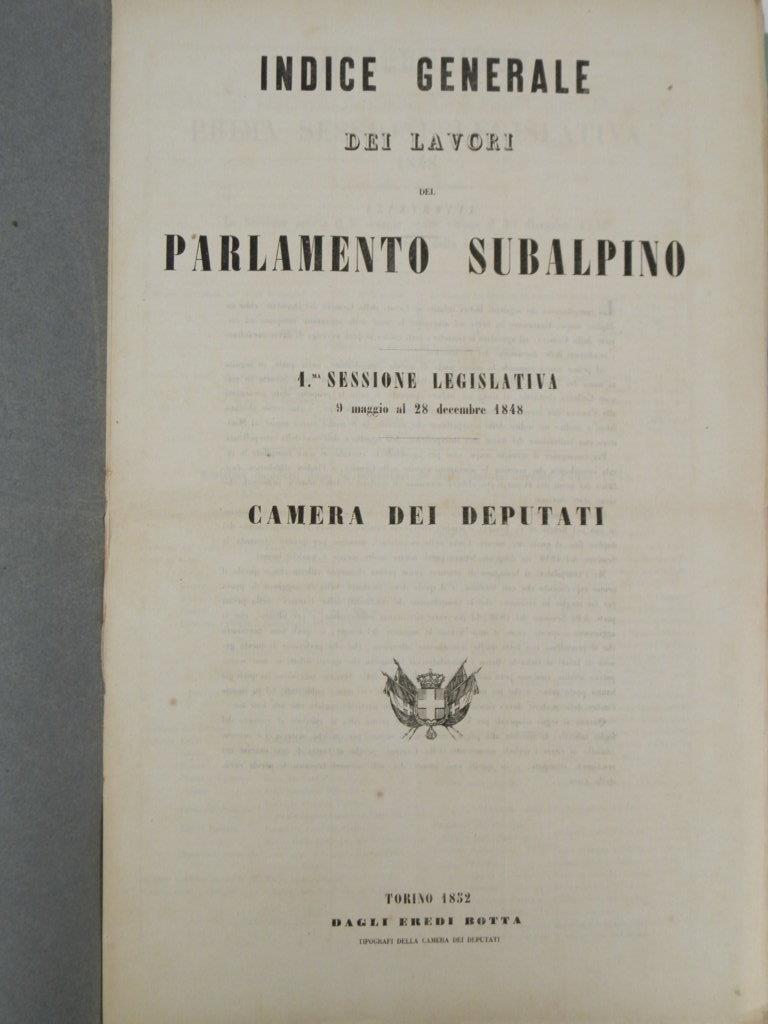 INDICE GENERALE
DEI LAVORI
DEL
PARLAMENTO SUBALPINO
1.MA SESSIONE LEGISLATIVA
9 maggio al 28 decembre 1848
CAMERA DEI DEPUTATI
TORINO 1852
DAGLI EREDI BOTTA
TIPOGRAFI DELLA CAMERA DEI DEPUTATI